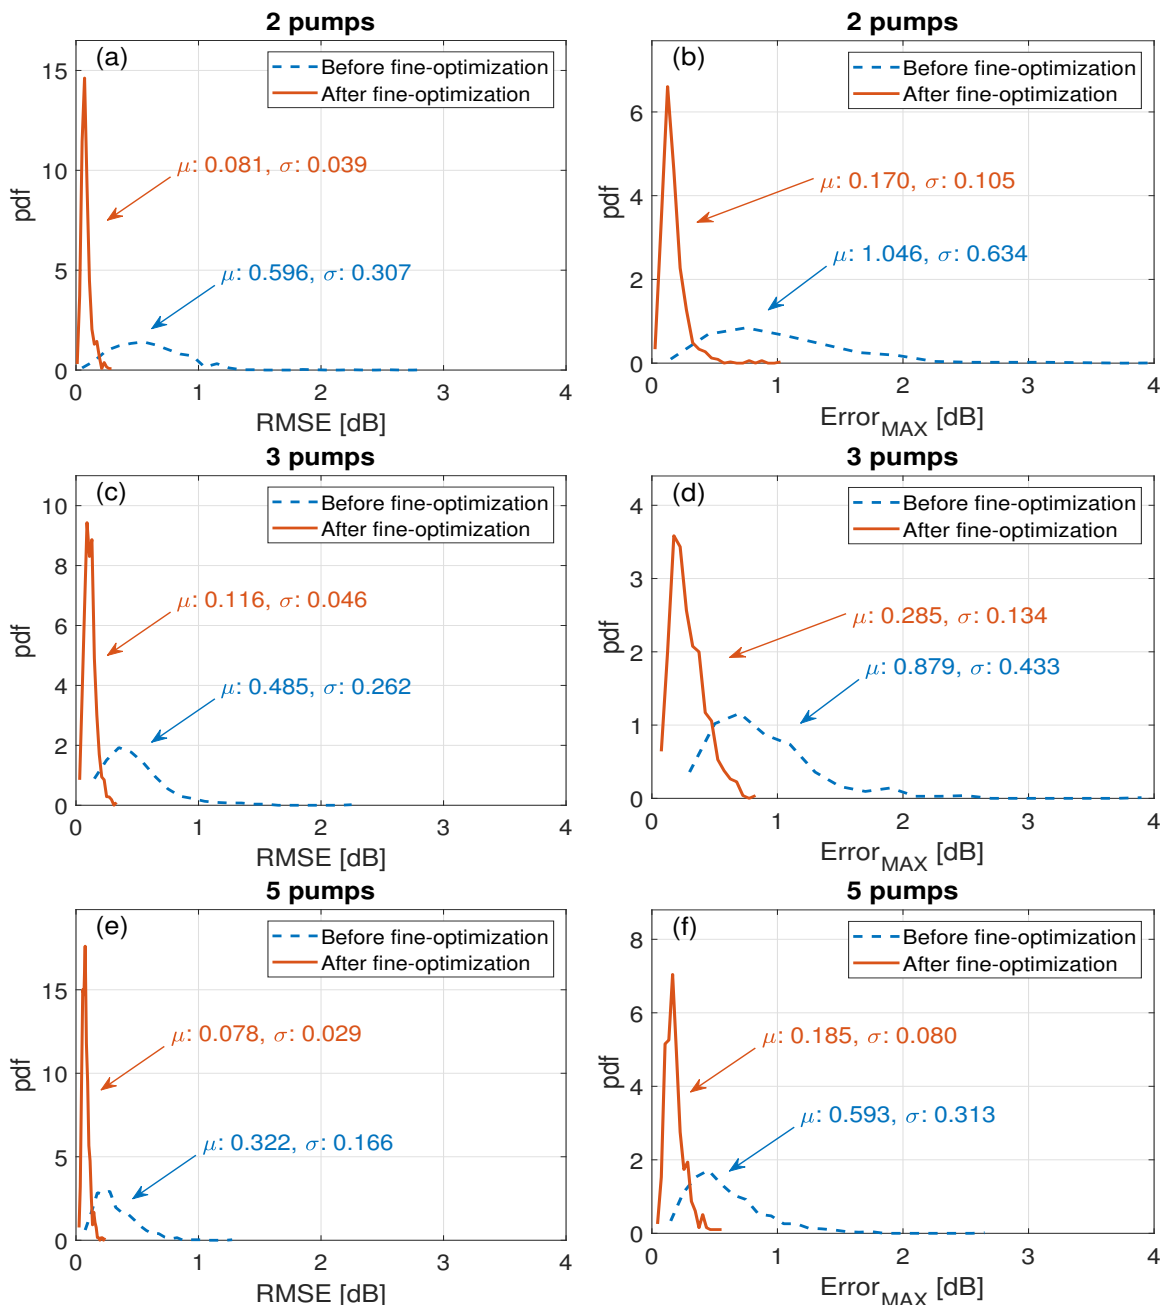 2 pumps
(a)
Before fine-optimization
After fine-optimization
μ: 0.081, σ: 0.039
μ: 0.596, σ: 0.307
15
10
5
0
pdf
0 1 2 3 4
RMSE [dB]
2 pumps
(b)
Before fine-optimization
After fine-optimization
μ: 0.170, σ: 0.105
μ: 1.046, σ: 0.634
6
4
2
0
pdf
0 1 2 3 4
Error_MAX [dB]
3 pumps
(c)
Before fine-optimization
After fine-optimization
μ: 0.116, σ: 0.046
μ: 0.485, σ: 0.262
10
8
6
4
2
0
pdf
0 1 2 3 4
RMSE [dB]
3 pumps
(d)
Before fine-optimization
After fine-optimization
μ: 0.285, σ: 0.134
μ: 0.879, σ: 0.433
4
3
2
1
0
pdf
0 1 2 3 4
Error_MAX [dB]
5 pumps
(e)
Before fine-optimization
After fine-optimization
μ: 0.078, σ: 0.029
μ: 0.322, σ: 0.166
15
10
5
0
pdf
0 1 2 3 4
RMSE [dB]
5 pumps
(f)
Before fine-optimization
After fine-optimization
μ: 0.185, σ: 0.080
μ: 0.593, σ: 0.313
8
6
4
2
0
pdf
0 1 2 3 4
Error_MAX [dB]